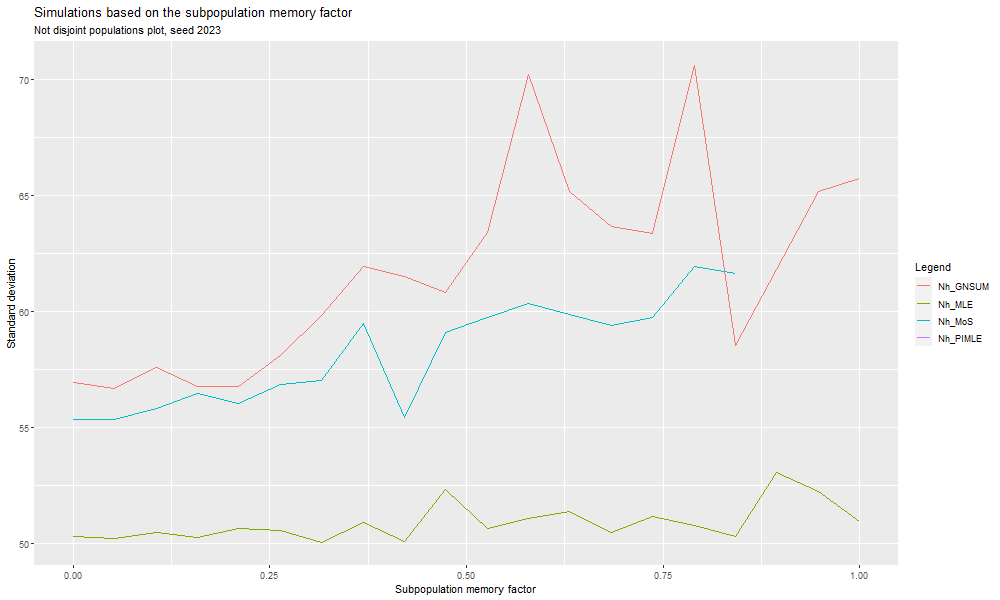 Simulations based on the subpopulation memory factor
Not disjoint populations plot, seed 2023
70
65
60
55
50
Standard deviation
0.00 0.25 0.50 0.75 1.00
Subpopulation memory factor
Legend
Nh_GNSUM
Nh_MLE
Nh_MoS
Nh_PIMLE